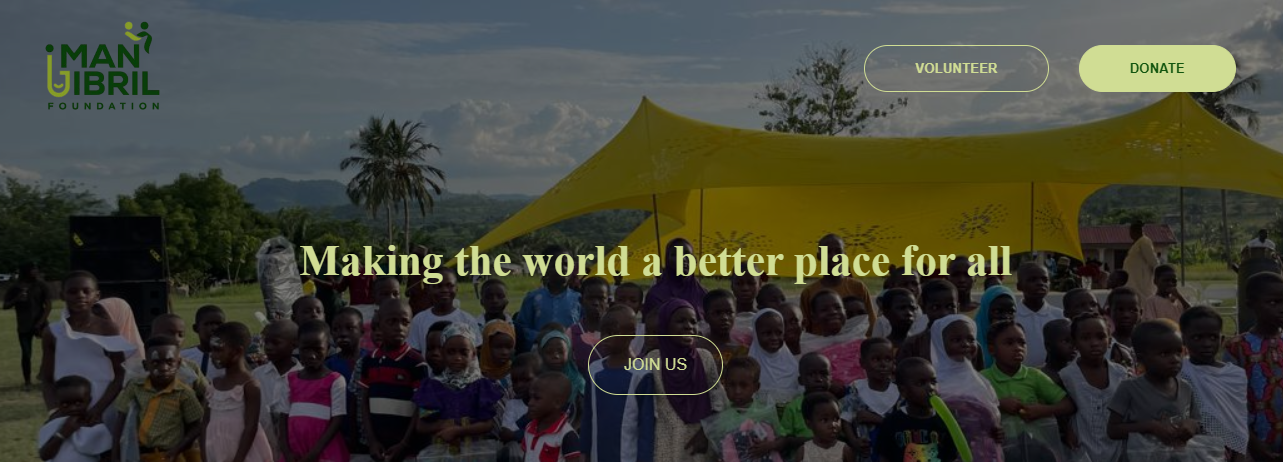 iMAN
JIBRIL
FOUNDATION
VOLUNTEER
DONATE
Making the world a better place for all
JOIN US